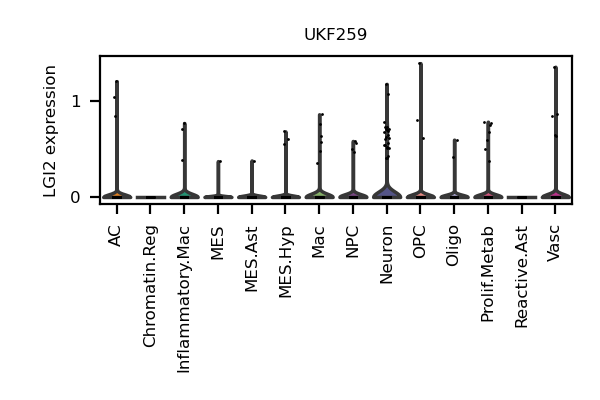 UKF259
LGI2 expression
1
0
AC
Chromatin.Reg
Inflammatory.Mac
MES
MES.Ast
MES.Hyp
Mac
NPC
Neuron
OPC
Oligo
Prolif.Metab
Reactive.Ast
Vasc